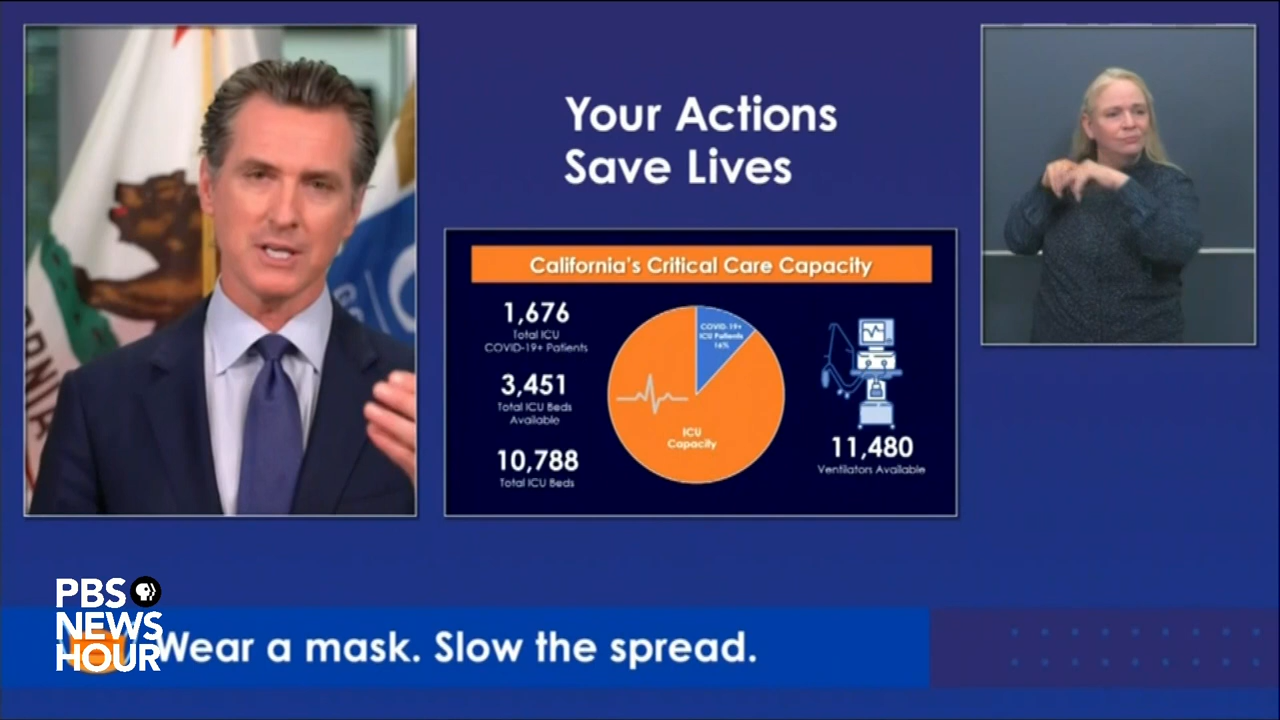 Your Actions
Save Lives
California's Critical Care Capacity
1,676
Total ICU
COVID-19+ Patients
3,451
Total ICU Beds
Available
10,788
Total ICU Beds
COVID-19+
ICU Patients
16%
ICU
Capacity
11,480
Ventilators Available
PBS
NEWS
HOUR
Wear a mask. Slow the spread.